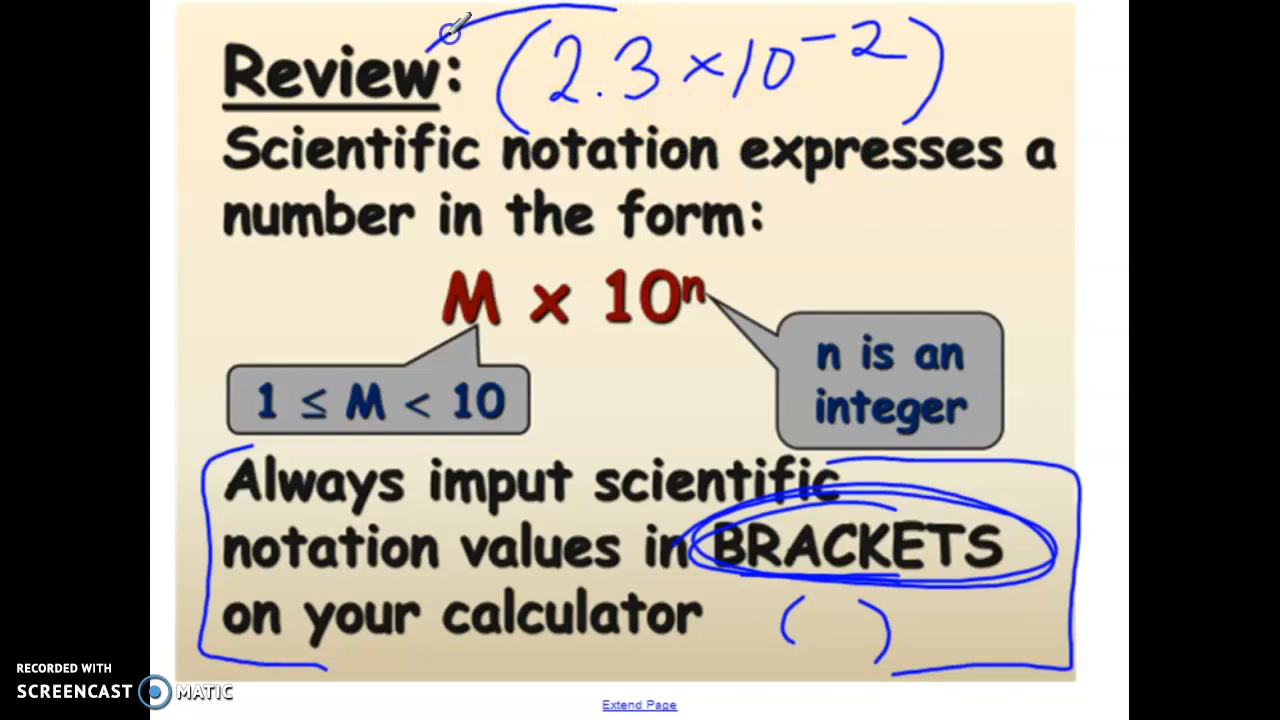 Review: (2.3 × 10⁻²)
Scientific notation expresses a
number in the form:
M x 10ⁿ
n is an
integer
1 ≤ M < 10
Always imput scientific
notation values in BRACKETS
on your calculator ( )
RECORDED WITH
SCREENCAST MATIC
Extend Page